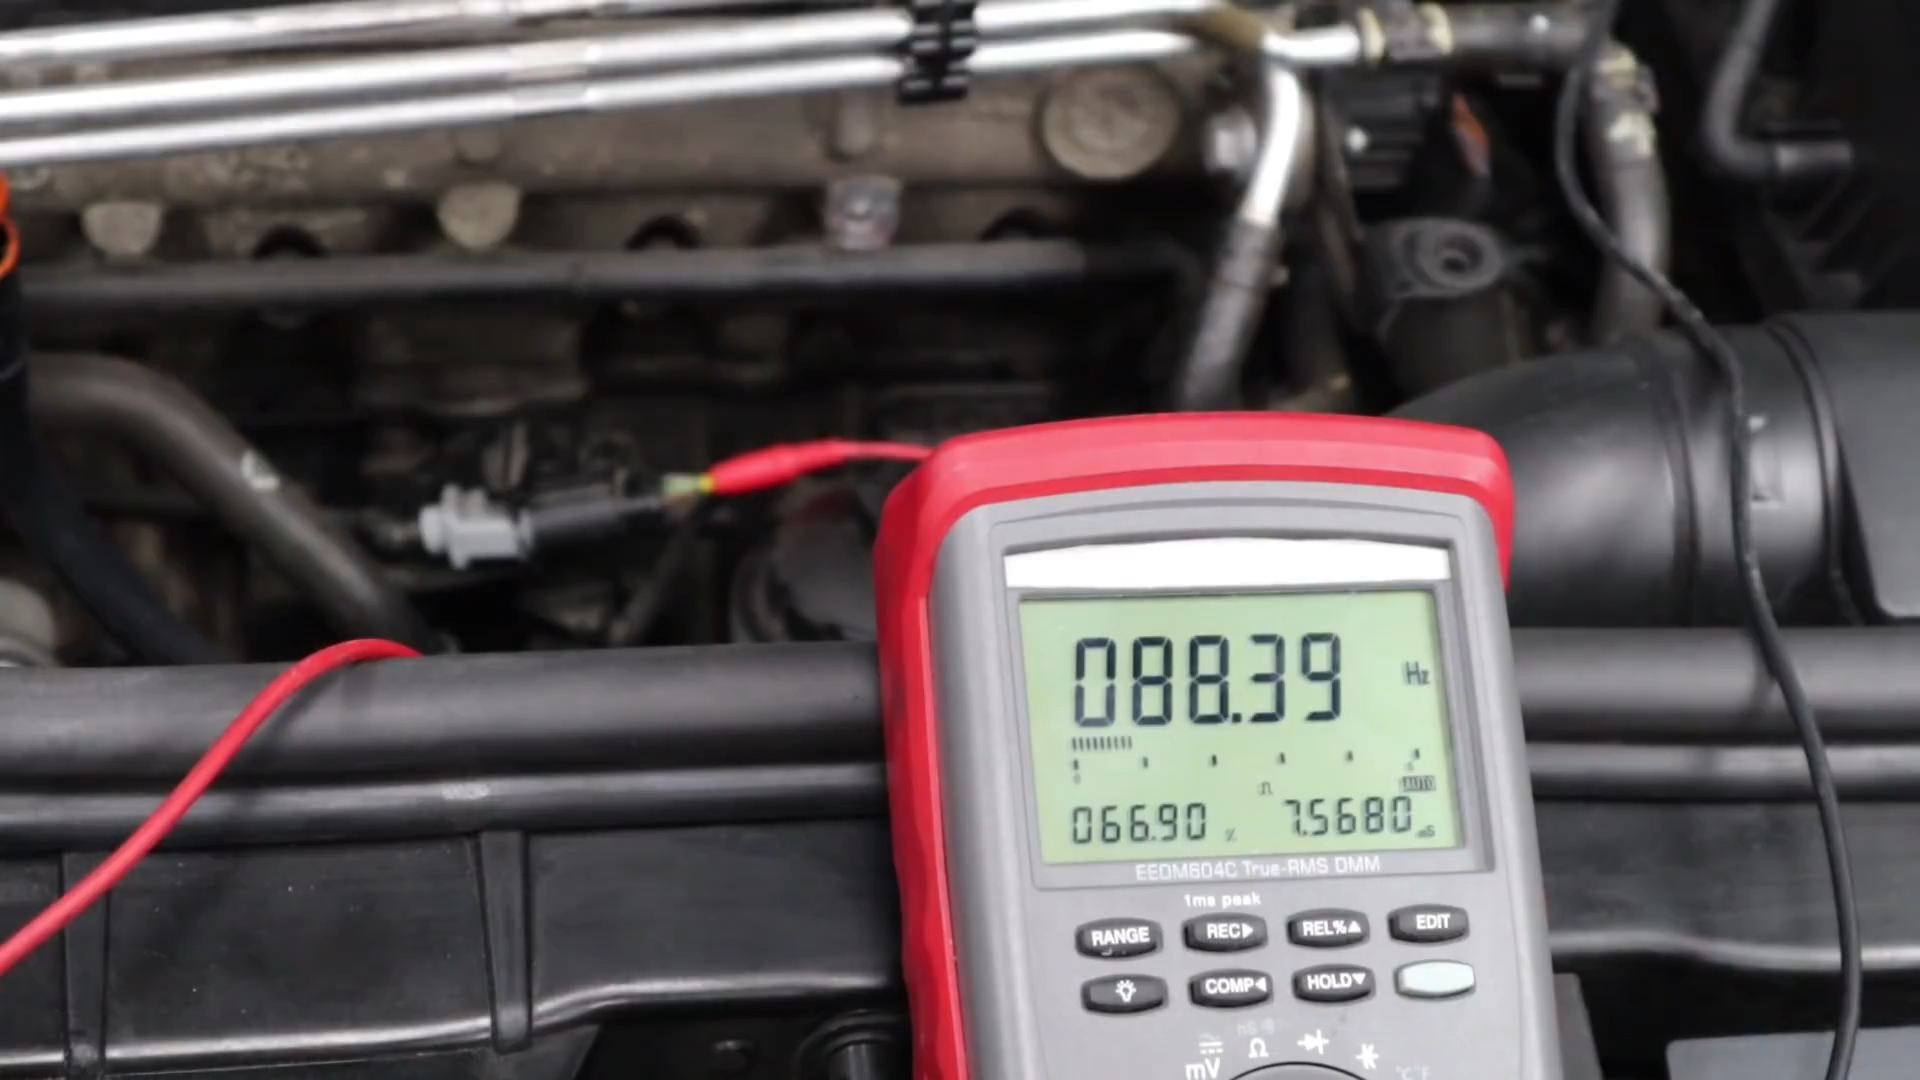 088.39 Hz
0
AUTO
066.90 % 7.5680 mS
EEDM604C True-RMS DMM
1ms peak
RANGE REC▶ REL%▲ EDIT
COMP◀ HOLD▼
Ω
mV
°C°F